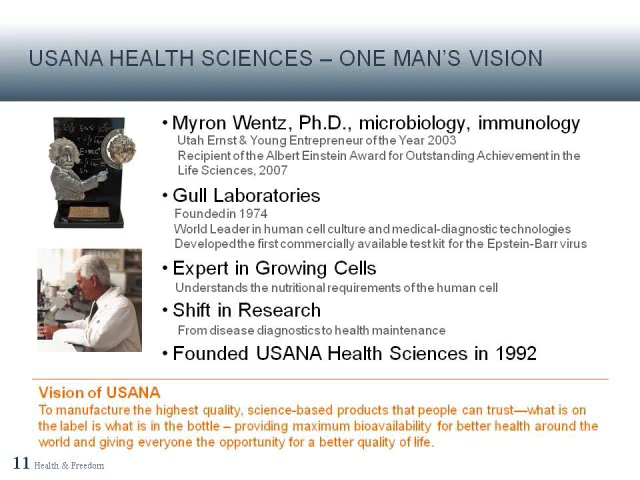 USANA HEALTH SCIENCES – ONE MAN'S VISION
• Myron Wentz, Ph.D., microbiology, immunology
Utah Ernst & Young Entrepreneur of the Year 2003
Recipient of the Albert Einstein Award for Outstanding Achievement in the
Life Sciences, 2007
• Gull Laboratories
Founded in 1974
World Leader in human cell culture and medical-diagnostic technologies
Developed the first commercially available test kit for the Epstein-Barr virus
• Expert in Growing Cells
Understands the nutritional requirements of the human cell
• Shift in Research
From disease diagnostics to health maintenance
• Founded USANA Health Sciences in 1992
Vision of USANA
To manufacture the highest quality, science-based products that people can trust—what is on
the label is what is in the bottle – providing maximum bioavailability for better health around the
world and giving everyone the opportunity for a better quality of life.
11 Health & Freedom